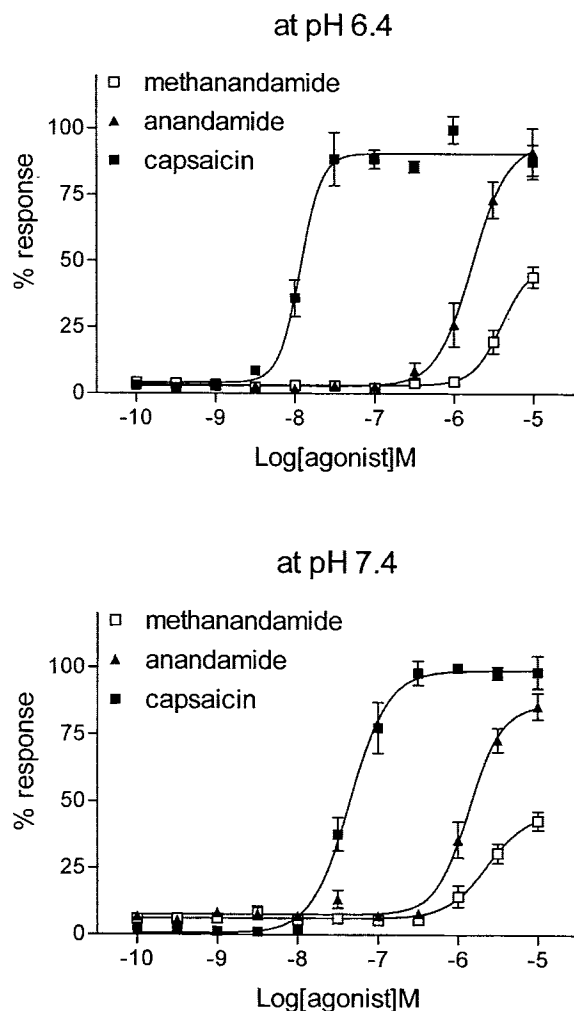 at pH 6.4
methanandamide
anandamide
capsaicin
100
75
50
25
0
% response
-10 -9 -8 -7 -6 -5
Log[agonist]M
at pH 7.4
methanandamide
anandamide
capsaicin
100
75
50
25
0
% response
-10 -9 -8 -7 -6 -5
Log[agonist]M